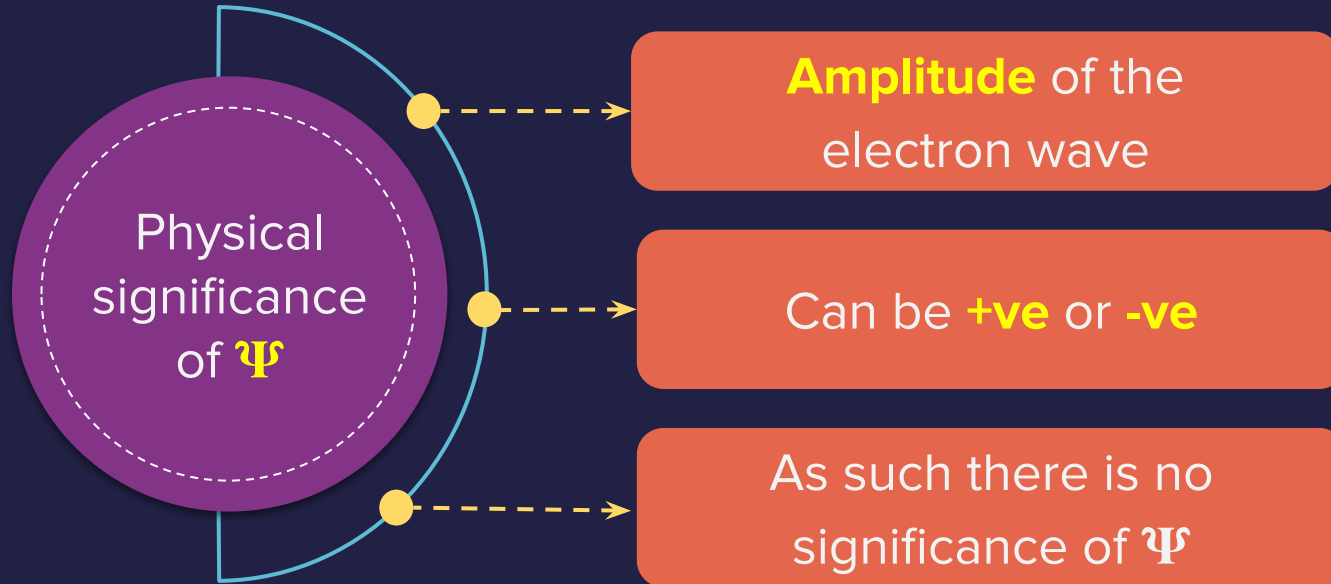 Physical
significance
of Ψ
Amplitude of the
electron wave
Can be +ve or -ve
As such there is no
significance of Ψ